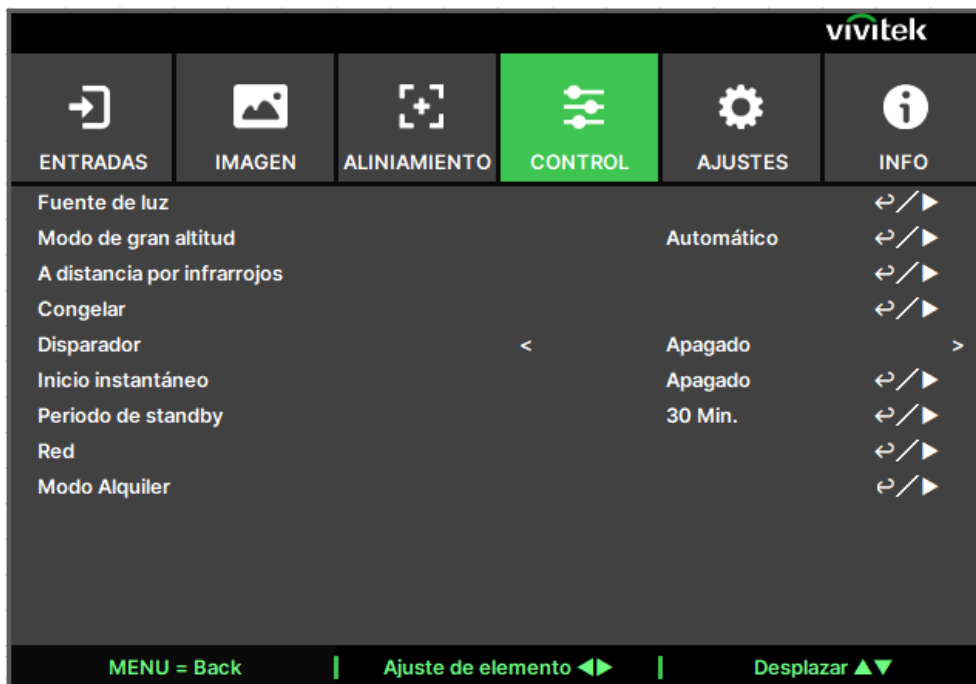 vivitek
ENTRADAS IMAGEN ALINIAMIENTO CONTROL AJUSTES INFO
Fuente de luz ↩/▶
Modo de gran altitud Automático ↩/▶
A distancia por infrarrojos ↩/▶
Congelar ↩/▶
Disparador < Apagado >
Inicio instantáneo Apagado ↩/▶
Periodo de standby 30 Min. ↩/▶
Red ↩/▶
Modo Alquiler ↩/▶
MENU = Back | Ajuste de elemento ◀▶ | Desplazar ▲▼